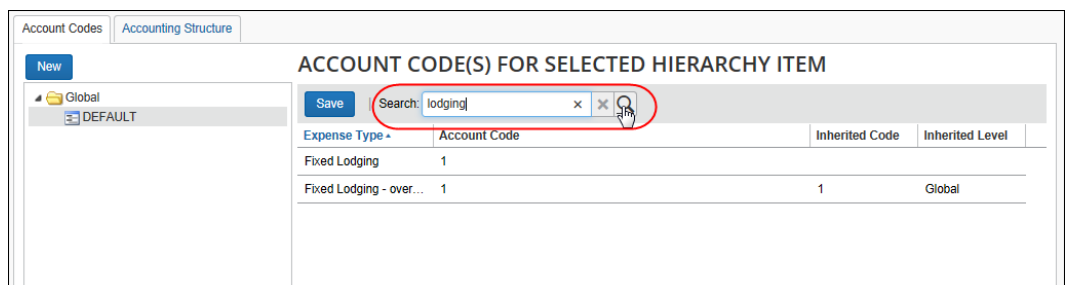 Account Codes Accounting Structure
New
ACCOUNT CODE(S) FOR SELECTED HIERARCHY ITEM
Global
DEFAULT
Save Search: lodging
Expense Type Account Code Inherited Code Inherited Level
Fixed Lodging 1
Fixed Lodging - over... 1 1 Global